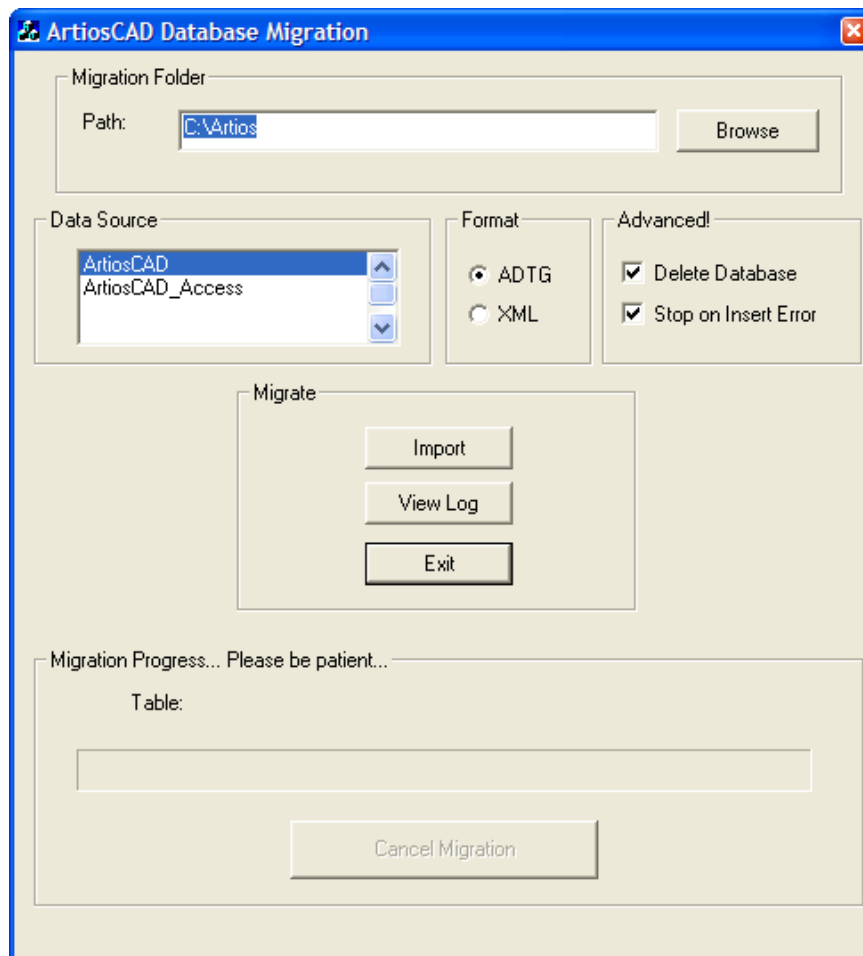 ArtiosCAD Database Migration
Migration Folder
Path:
C:\Artios
Browse
Data Source
ArtiosCAD
ArtiosCAD_Access
Format
ADTG
XML
Advanced!
Delete Database
Stop on Insert Error
Migrate
Import
View Log
Exit
Migration Progress... Please be patient...
Table:
Cancel Migration